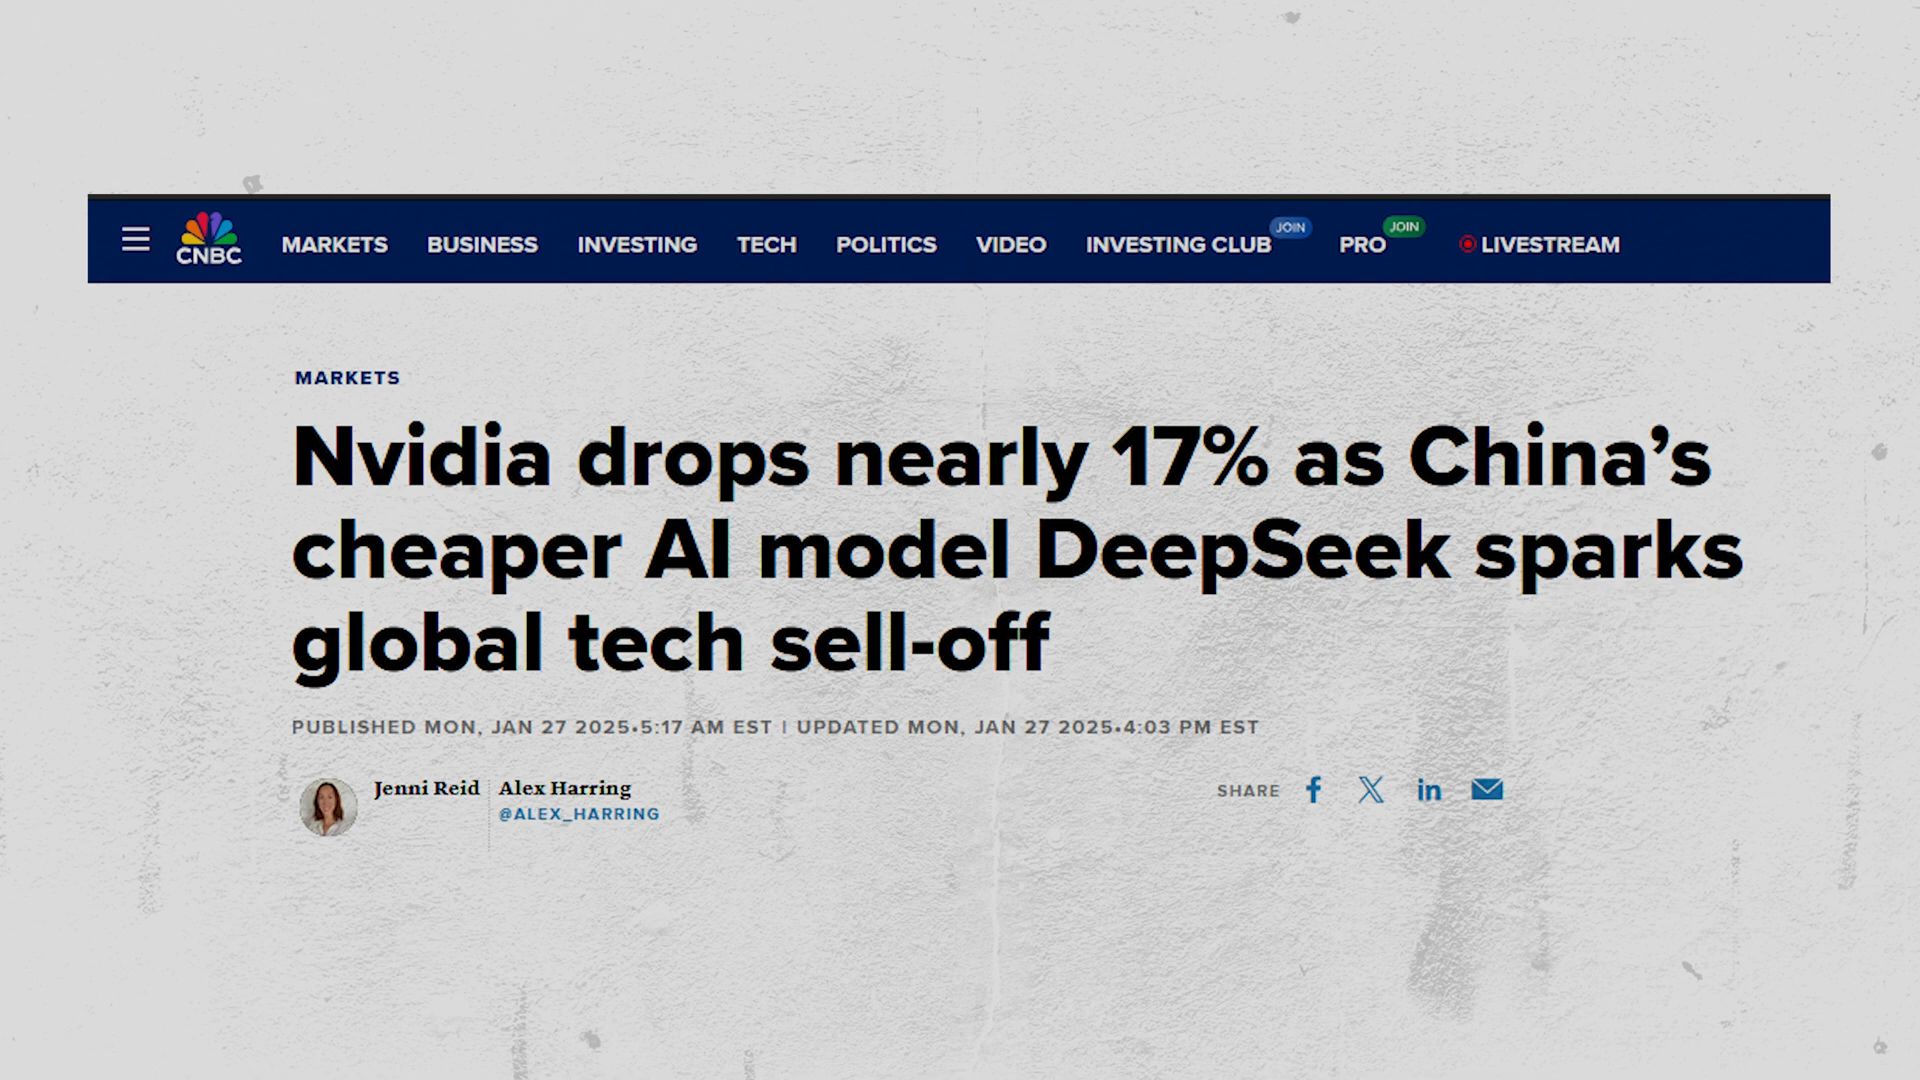 CNBC MARKETS BUSINESS INVESTING TECH POLITICS VIDEO INVESTING CLUB JOIN PRO JOIN LIVESTREAM
MARKETS
Nvidia drops nearly 17% as China’s
cheaper AI model DeepSeek sparks
global tech sell-off
PUBLISHED MON, JAN 27 2025•5:17 AM EST | UPDATED MON, JAN 27 2025•4:03 PM EST
Jenni Reid Alex Harring SHARE
@ALEX_HARRING